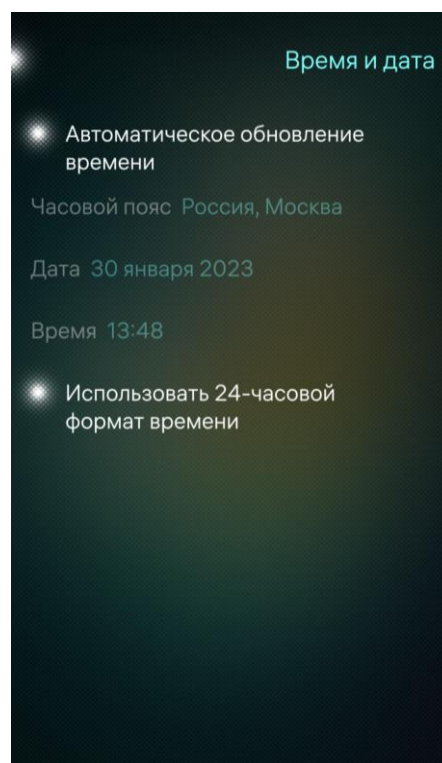 Время и дата
Автоматическое обновление
времени
Часовой пояс Россия, Москва
Дата 30 января 2023
Время 13:48
Использовать 24-часовой
формат времени